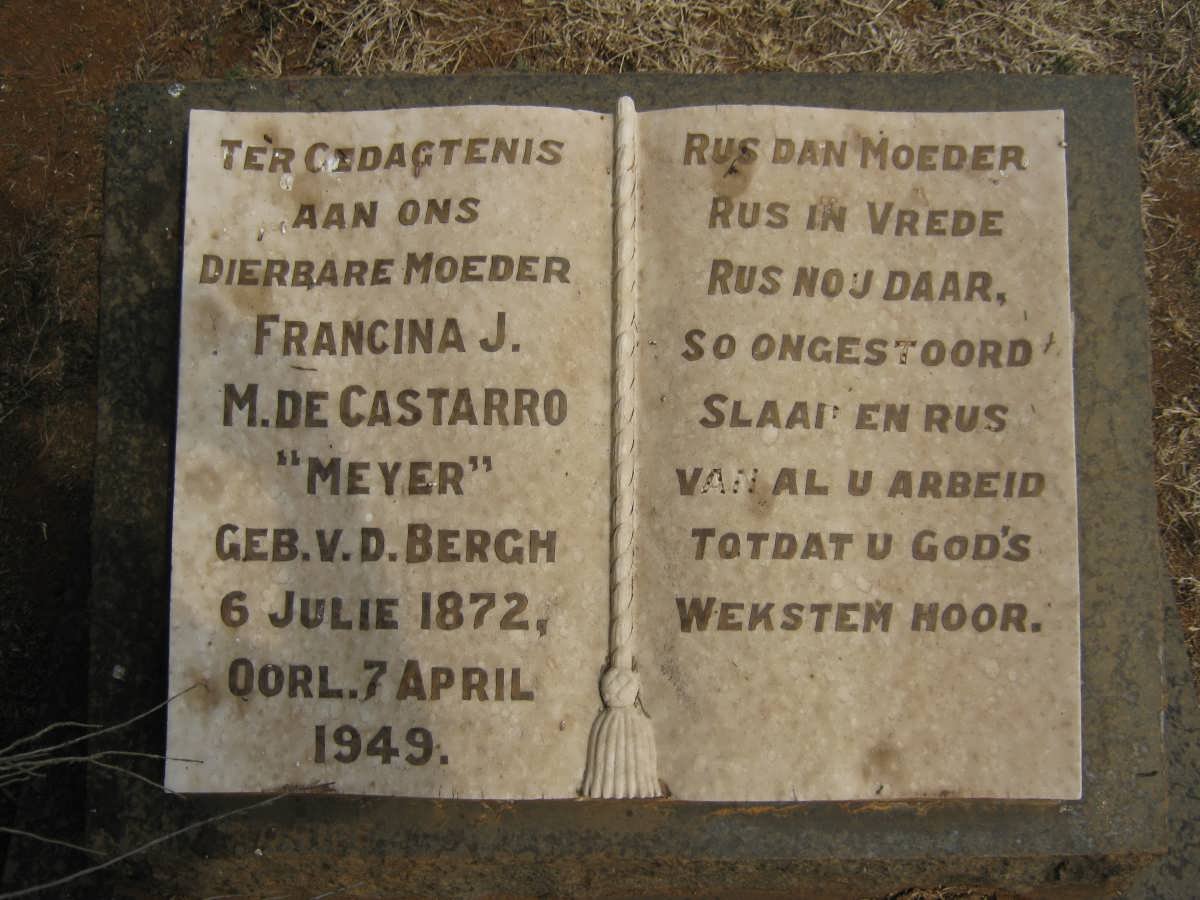 TER GEDAGTENIS
AAN ONS
DIERBARE MOEDER
FRANCINA J.
M. DE CASTARRO
"MEYER"
GEB. V. D. BERGH
6 JULIE 1872,
OORL. 7 APRIL
1949.
RUS DAN MOEDER
RUS IN VREDE
RUS NOU DAAR,
SO ONGESTOORD
SLAAP EN RUS
VAN AL U ARBEID
TOTDAT U GOD'S
WEKSTEM HOOR.